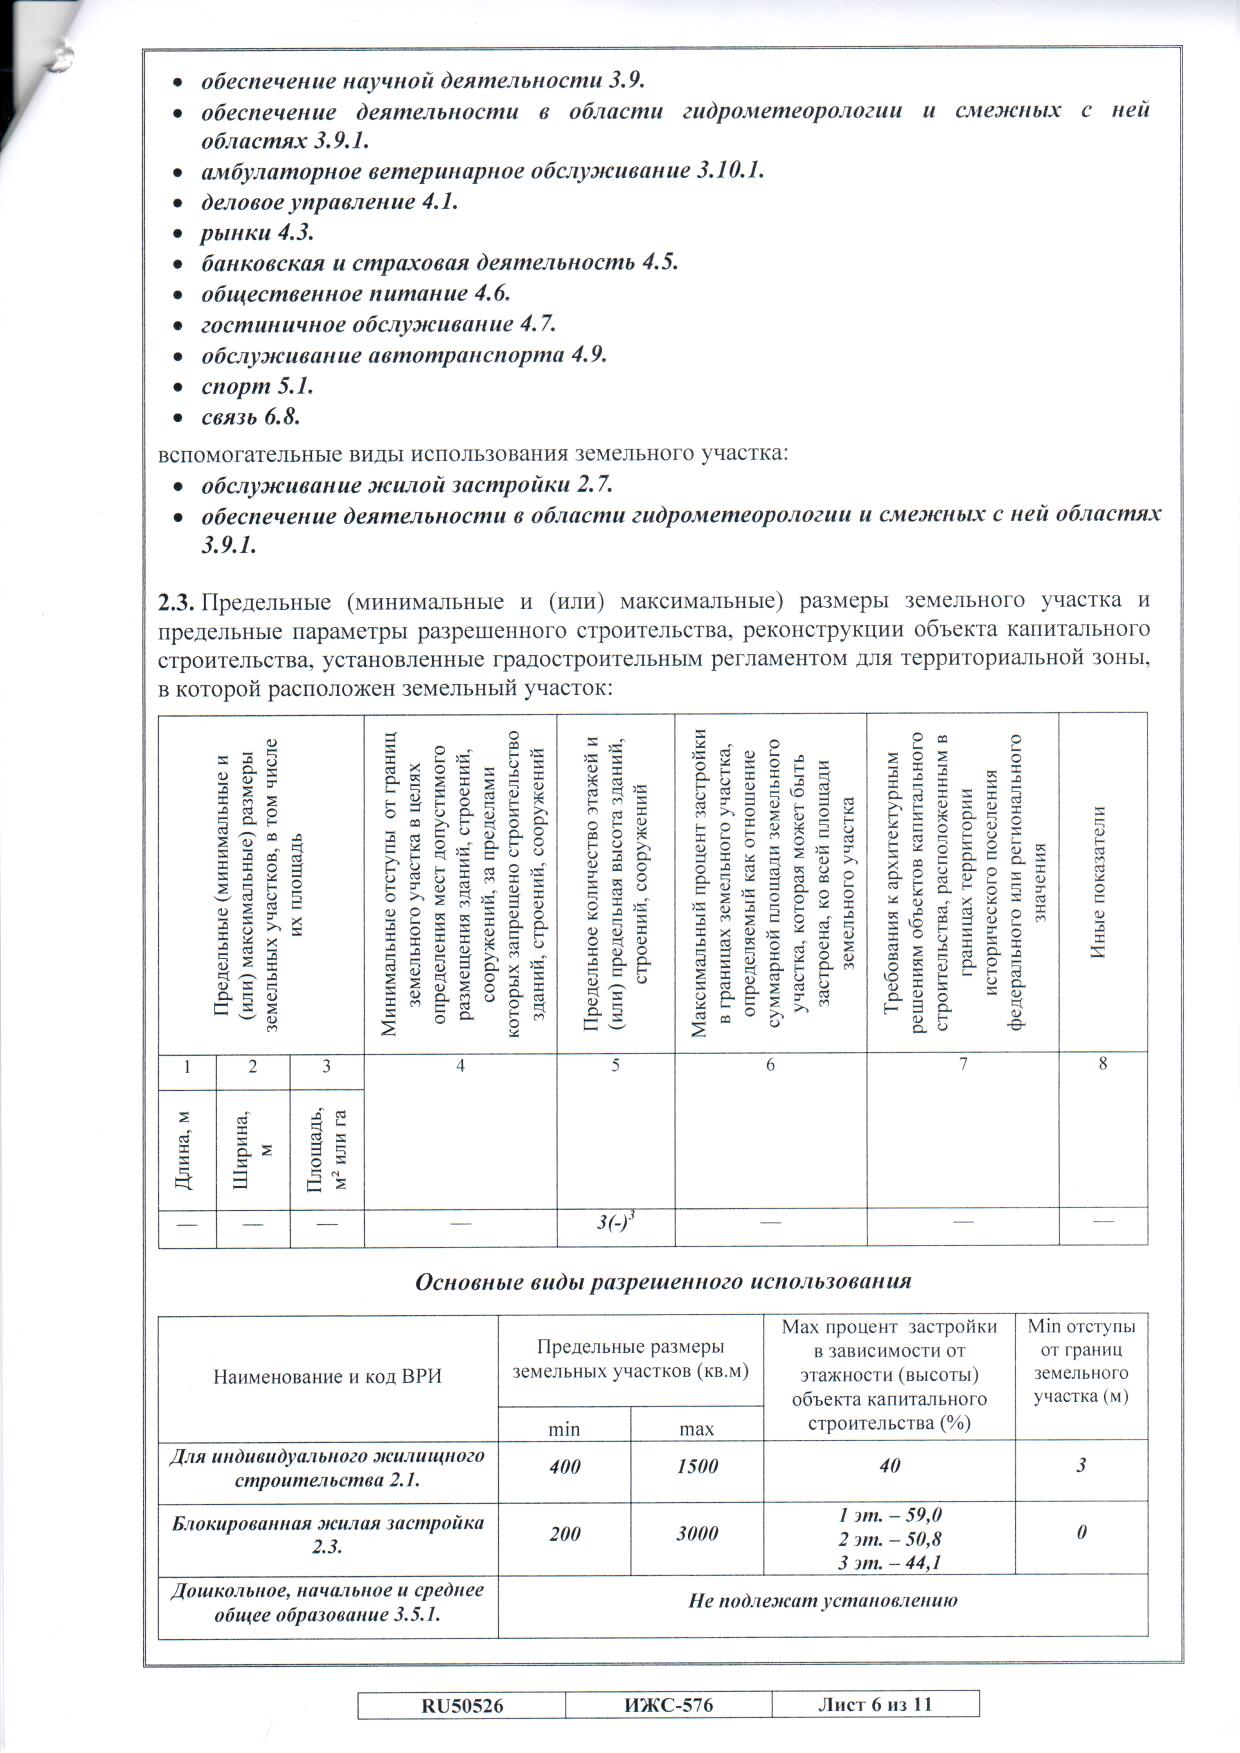 • обеспечение научной деятельности 3.9.
• обеспечение деятельности в области гидрометеорологии и смежных с ней
областях 3.9.1.
• амбулаторное ветеринарное обслуживание 3.10.1.
• деловое управление 4.1.
• рынки 4.3.
• банковская и страховая деятельность 4.5.
• общественное питание 4.6.
• гостиничное обслуживание 4.7.
• обслуживание автотранспорта 4.9.
• спорт 5.1.
• связь 6.8.
вспомогательные виды использования земельного участка:
• обслуживание жилой застройки 2.7.
• обеспечение деятельности в области гидрометеорологии и смежных с ней областях
3.9.1.
2.3. Предельные (минимальные и (или) максимальные) размеры земельного участка и
предельные параметры разрешенного строительства, реконструкции объекта капитального
строительства, установленные градостроительным регламентом для территориальной зоны,
в которой расположен земельный участок:
Предельные (минимальные и
(или) максимальные) размеры
земельных участков, в том числе
их площадь
Минимальные отступы от границ
земельного участка в целях
определения мест допустимого
размещения зданий, строений,
сооружений, за пределами
которых запрещено строительство
зданий, строений, сооружений
Предельное количество этажей и
(или) предельная высота зданий,
строений, сооружений
Максимальный процент застройки
в границах земельного участка,
определяемый как отношение
суммарной площади земельного
участка, которая может быть
застроена, ко всей площади
земельного участка
Требования к архитектурным
решениям объектов капитального
строительства, расположенным в
границах территории
исторического поселения
федерального или регионального
значения
Иные показатели
1 2 3 4 5 6 7 8
Длина, м
Ширина,
м
Площадь,
м² или га
— — — — 3(-)³ — — —
Основные виды разрешенного использования
Наименование и код ВРИ
Предельные размеры
земельных участков (кв.м)
min max
Max процент застройки
в зависимости от
этажности (высоты)
объекта капитального
строительства (%)
Min отступы
от границ
земельного
участка (м)
Для индивидуального жилищного
строительства 2.1.
400 1500 40 3
Блокированная жилая застройка
2.3.
200 3000
1 эт. – 59,0
2 эт. – 50,8
3 эт. – 44,1
0
Дошкольное, начальное и среднее
общее образование 3.5.1.
Не подлежат установлению
RU50526 ИЖС-576 Лист 6 из 11